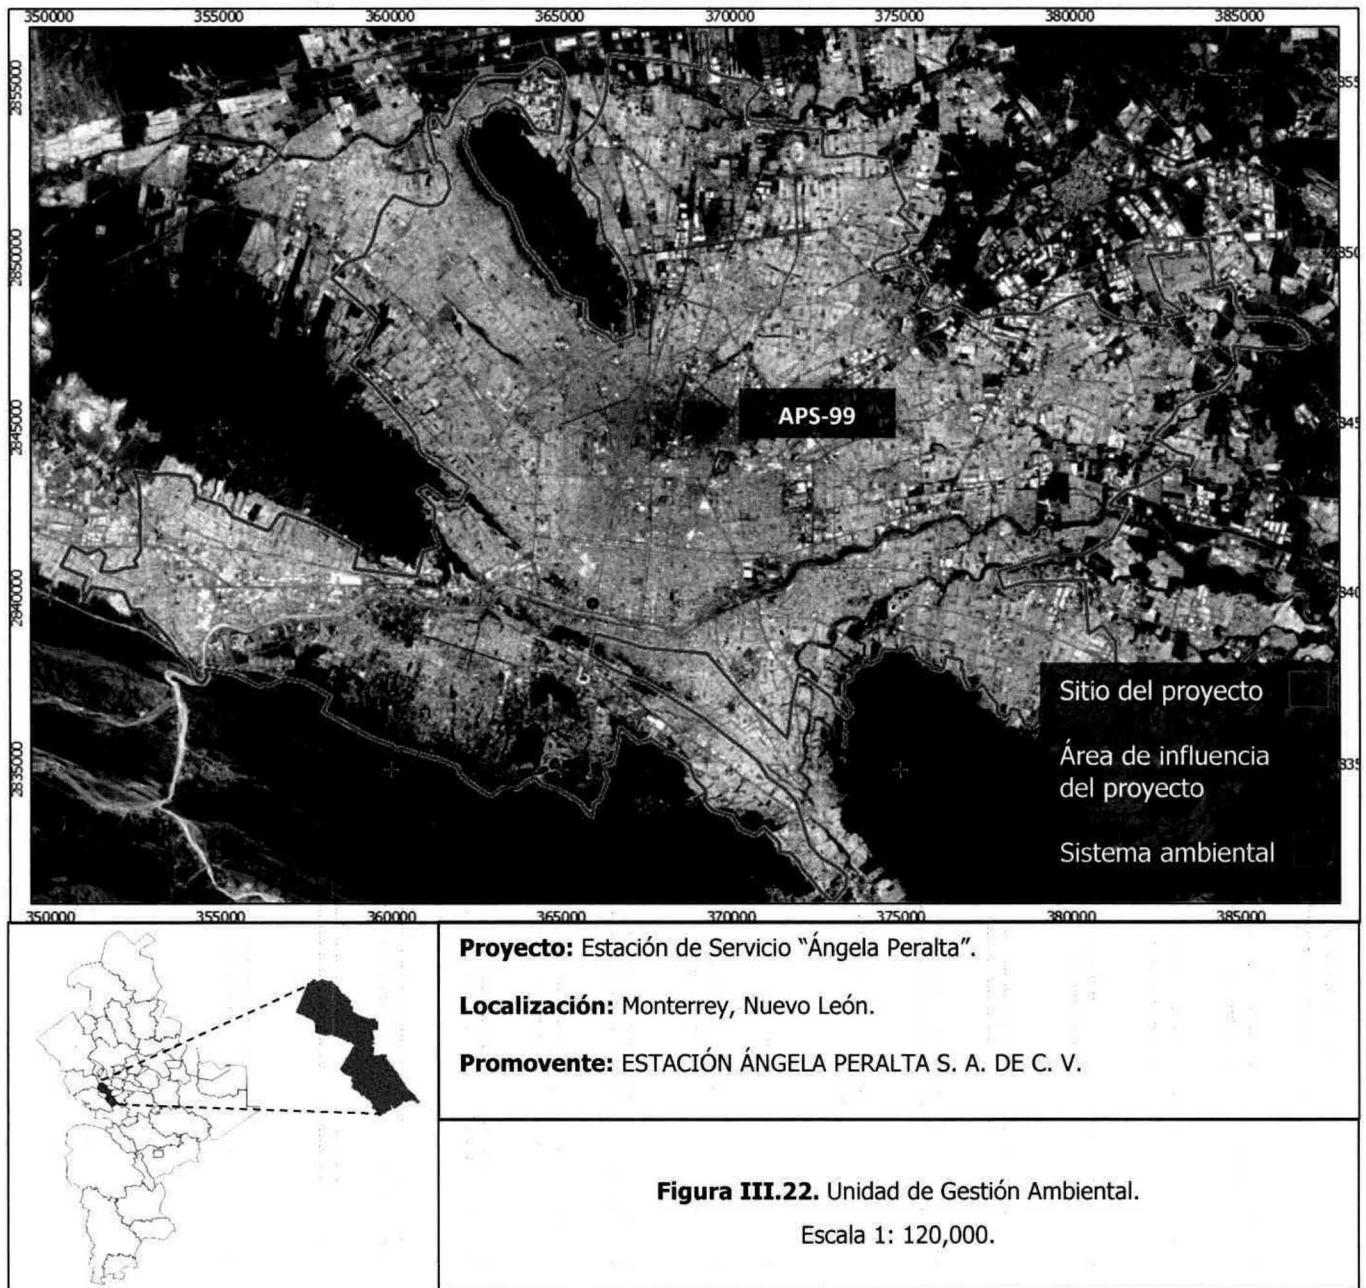 350000 355000 360000 365000 370000 375000 380000 385000
2855000
2850000
2845000
2840000
2835000
APS-99
Sitio del proyecto
Área de influencia
del proyecto
Sistema ambiental
350000 355000 360000 365000 370000 375000 380000 385000
Proyecto: Estación de Servicio “Ángela Peralta”.
Localización: Monterrey, Nuevo León.
Promovente: ESTACIÓN ÁNGELA PERALTA S. A. DE C. V.
Figura III.22. Unidad de Gestión Ambiental.
Escala 1: 120,000.